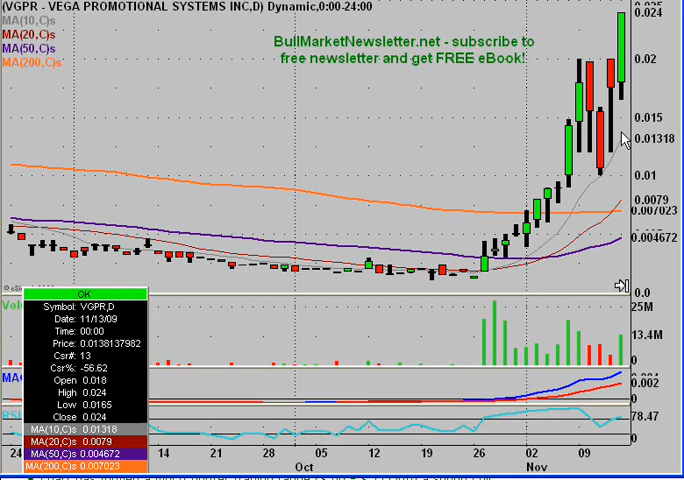 (VGPR - VEGA PROMOTIONAL SYSTEMS INC,D) Dynamic,0:00-24:00
MA(10,C)s
MA(20,C)s
MA(50,C)s
MA(200,C)s
BullMarketNewsletter.net - subscribe to
free newsletter and get FREE eBook!
0.024
0.02
0.015
0.01318
0.01
0.0079
0.007023
0.004672
0.0
25M
13.4M
0.002
78.47
OK
Symbol: VGPR,D
Date: 11/13/09
Time: 00:00
Price: 0.0138137982
Csr#: 13
Csr%: -56.62
Open 0.018
High 0.024
Low 0.0165
Close 0.024
MA(10,C)s 0.01318
MA(20,C)s 0.0079
MA(50,C)s 0.004672
MA(200,C)s 0.007023
24
14
21
28
05
12
19
26
02
09
Oct
Nov